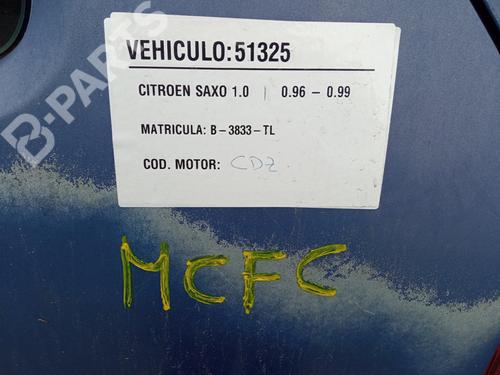 B-PARTS
VEHICULO:51325
CITROEN SAXO 1.0 | 0.96 – 0.99
MATRICULA: B-3833-TL
COD. MOTOR: CDZ
MCFC